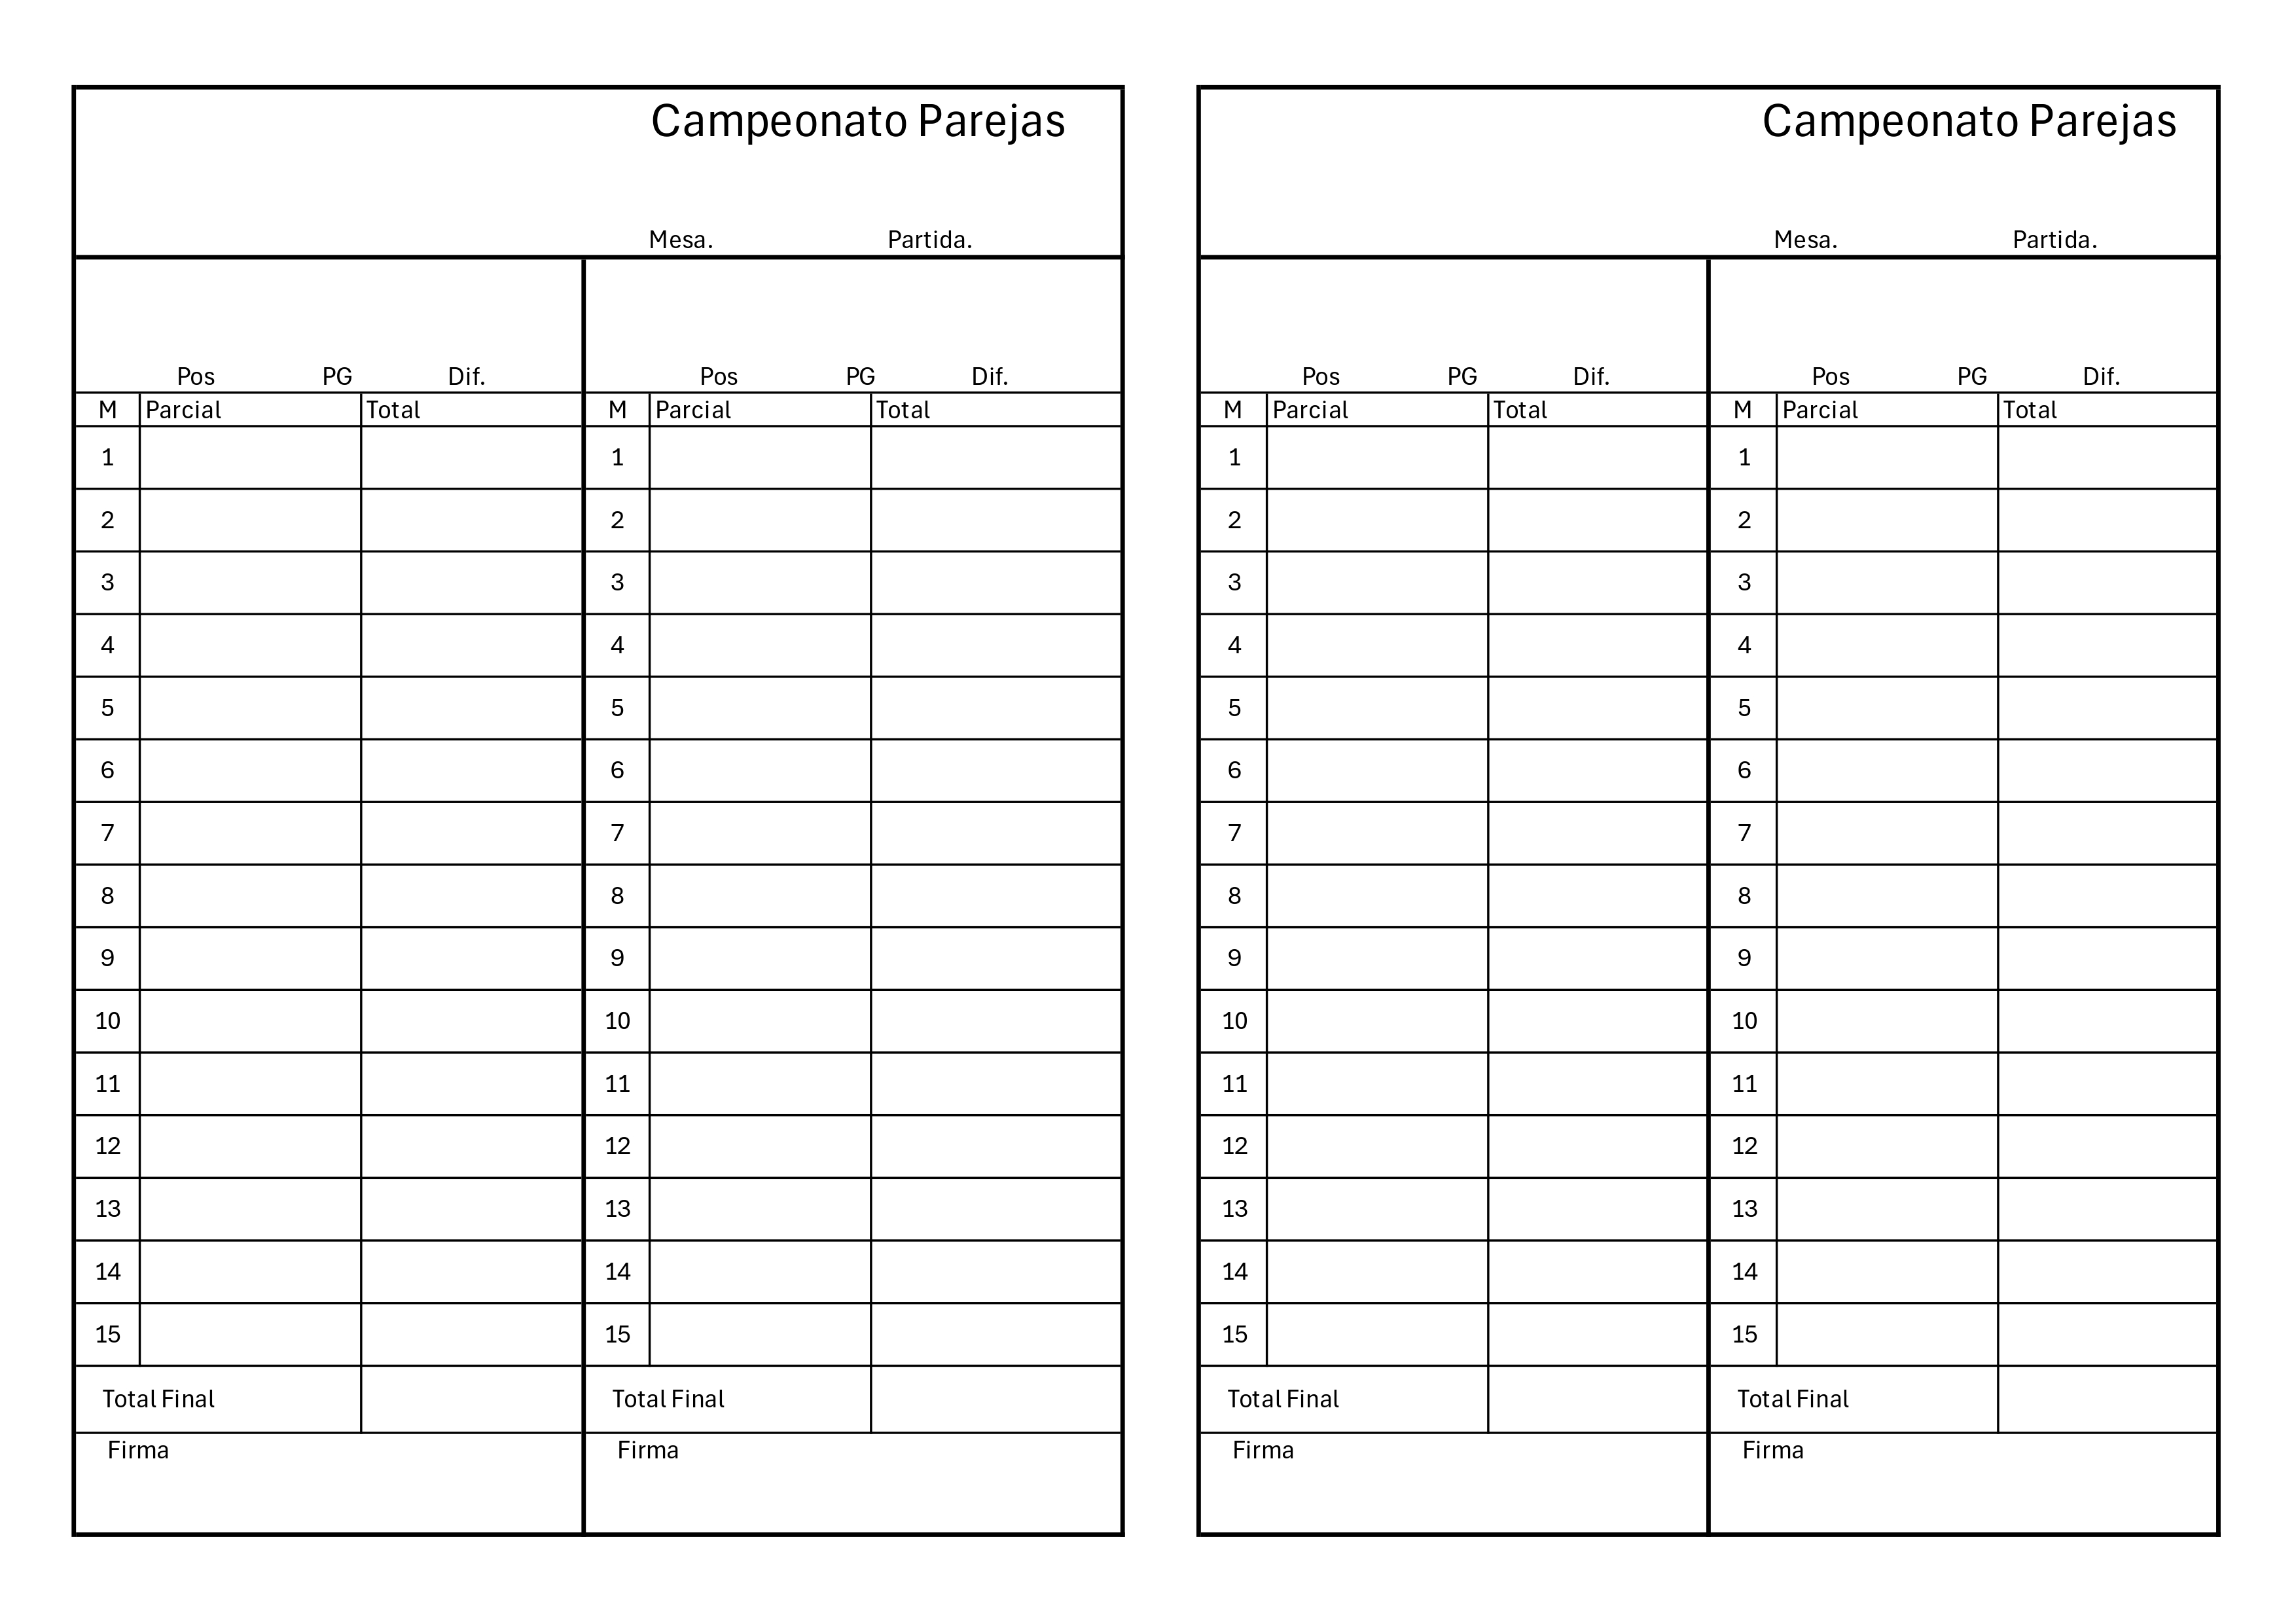 Campeonato Parejas
Mesa. Partida.
Pos PG Dif. Pos PG Dif.
M Parcial Total M Parcial Total
1 1
2 2
3 3
4 4
5 5
6 6
7 7
8 8
9 9
10 10
11 11
12 12
13 13
14 14
15 15
Total Final Total Final
Firma Firma
Campeonato Parejas
Mesa. Partida.
Pos PG Dif. Pos PG Dif.
M Parcial Total M Parcial Total
1 1
2 2
3 3
4 4
5 5
6 6
7 7
8 8
9 9
10 10
11 11
12 12
13 13
14 14
15 15
Total Final Total Final
Firma Firma